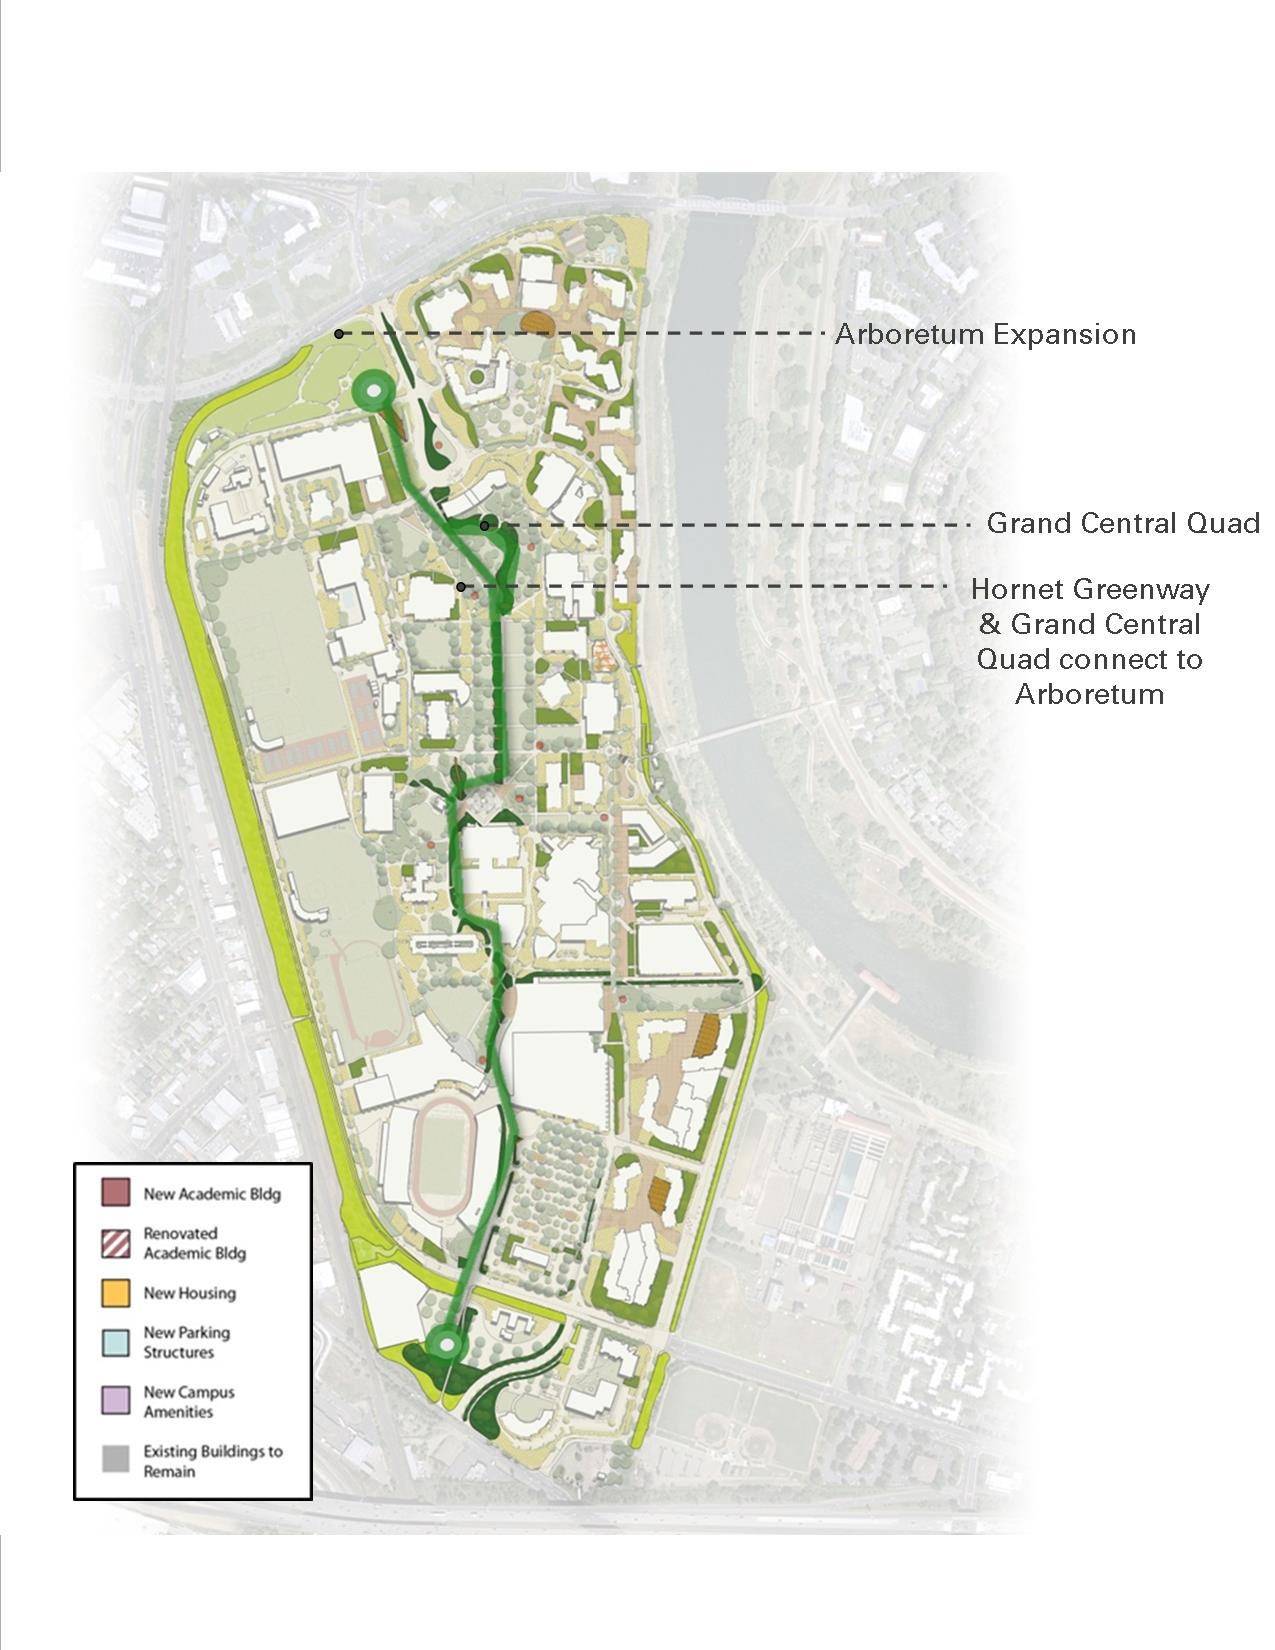 Arboretum Expansion
Grand Central Quad
Hornet Greenway
& Grand Central
Quad connect to
Arboretum
New Academic Bldg
Renovated
Academic Bldg
New Housing
New Parking
Structures
New Campus
Amenities
Existing Buildings to
Remain